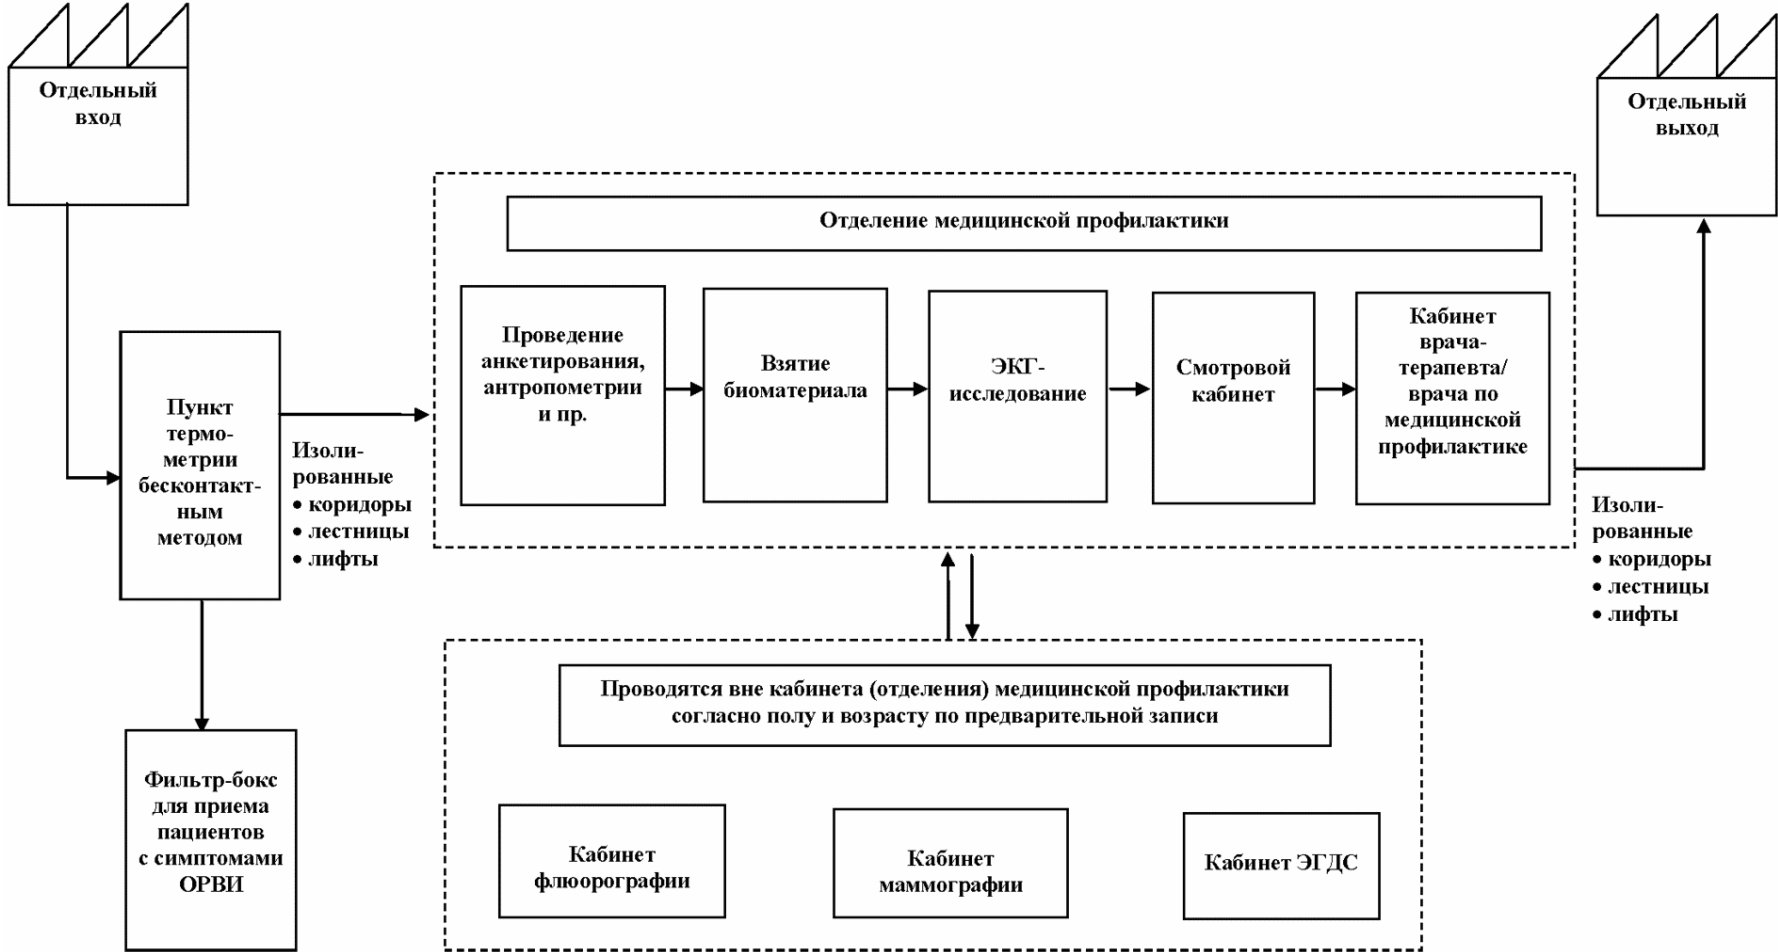 Отдельный
вход
Отдельный
выход
Отделение медицинской профилактики
Проведение
анкетирования,
антропометрии
и пр.
Взятие
биоматериала
ЭКГ-
исследование
Смотровой
кабинет
Кабинет
врача-
терапевта/
врача по
медицинской
профилактике
Пункт
термо-
метрии
бесконтакт-
ным
методом
Изоли-
рованные
• коридоры
• лестницы
• лифты
Изоли-
рованные
• коридоры
• лестницы
• лифты
Проводятся вне кабинета (отделения) медицинской профилактики
согласно полу и возрасту по предварительной записи
Фильтр-бокс
для приема
пациентов
с симптомами
ОРВИ
Кабинет
флюорографии
Кабинет
маммографии
Кабинет ЭГДС